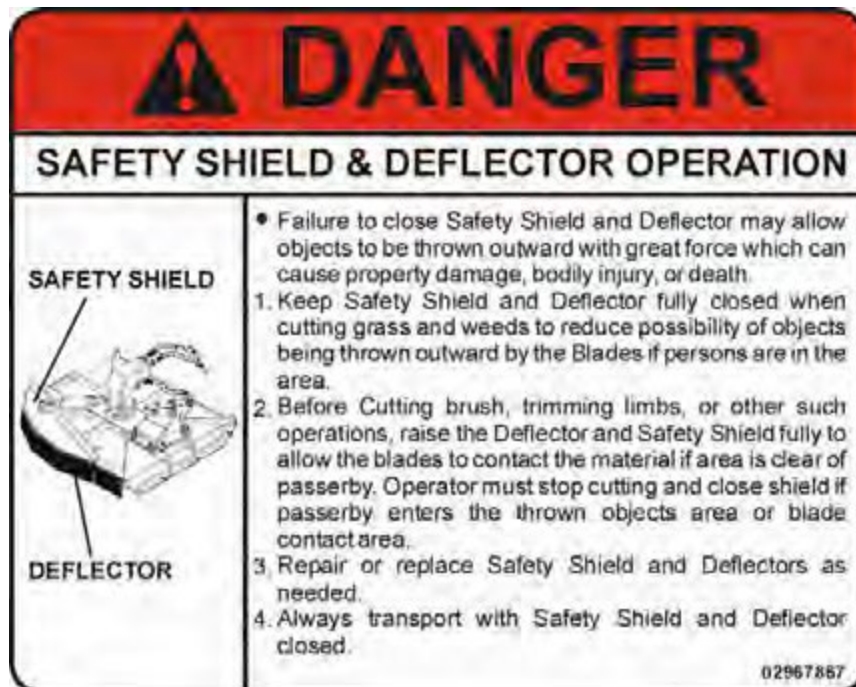 DANGER
SAFETY SHIELD & DEFLECTOR OPERATION
SAFETY SHIELD
DEFLECTOR
• Failure to close Safety Shield and Deflector may allow
objects to be thrown outward with great force which can
cause property damage, bodily injury, or death.
1. Keep Safety Shield and Deflector fully closed when
cutting grass and weeds to reduce possibility of objects
being thrown outward by the Blades if persons are in the
area.
2. Before Cutting brush, trimming limbs, or other such
operations, raise the Deflector and Safety Shield fully to
allow the blades to contact the material if area is clear of
passerby. Operator must stop cutting and close shield if
passerby enters the thrown objects area or blade
contact area.
3. Repair or replace Safety Shield and Deflectors as
needed.
4. Always transport with Safety Shield and Deflector
closed.
02967867